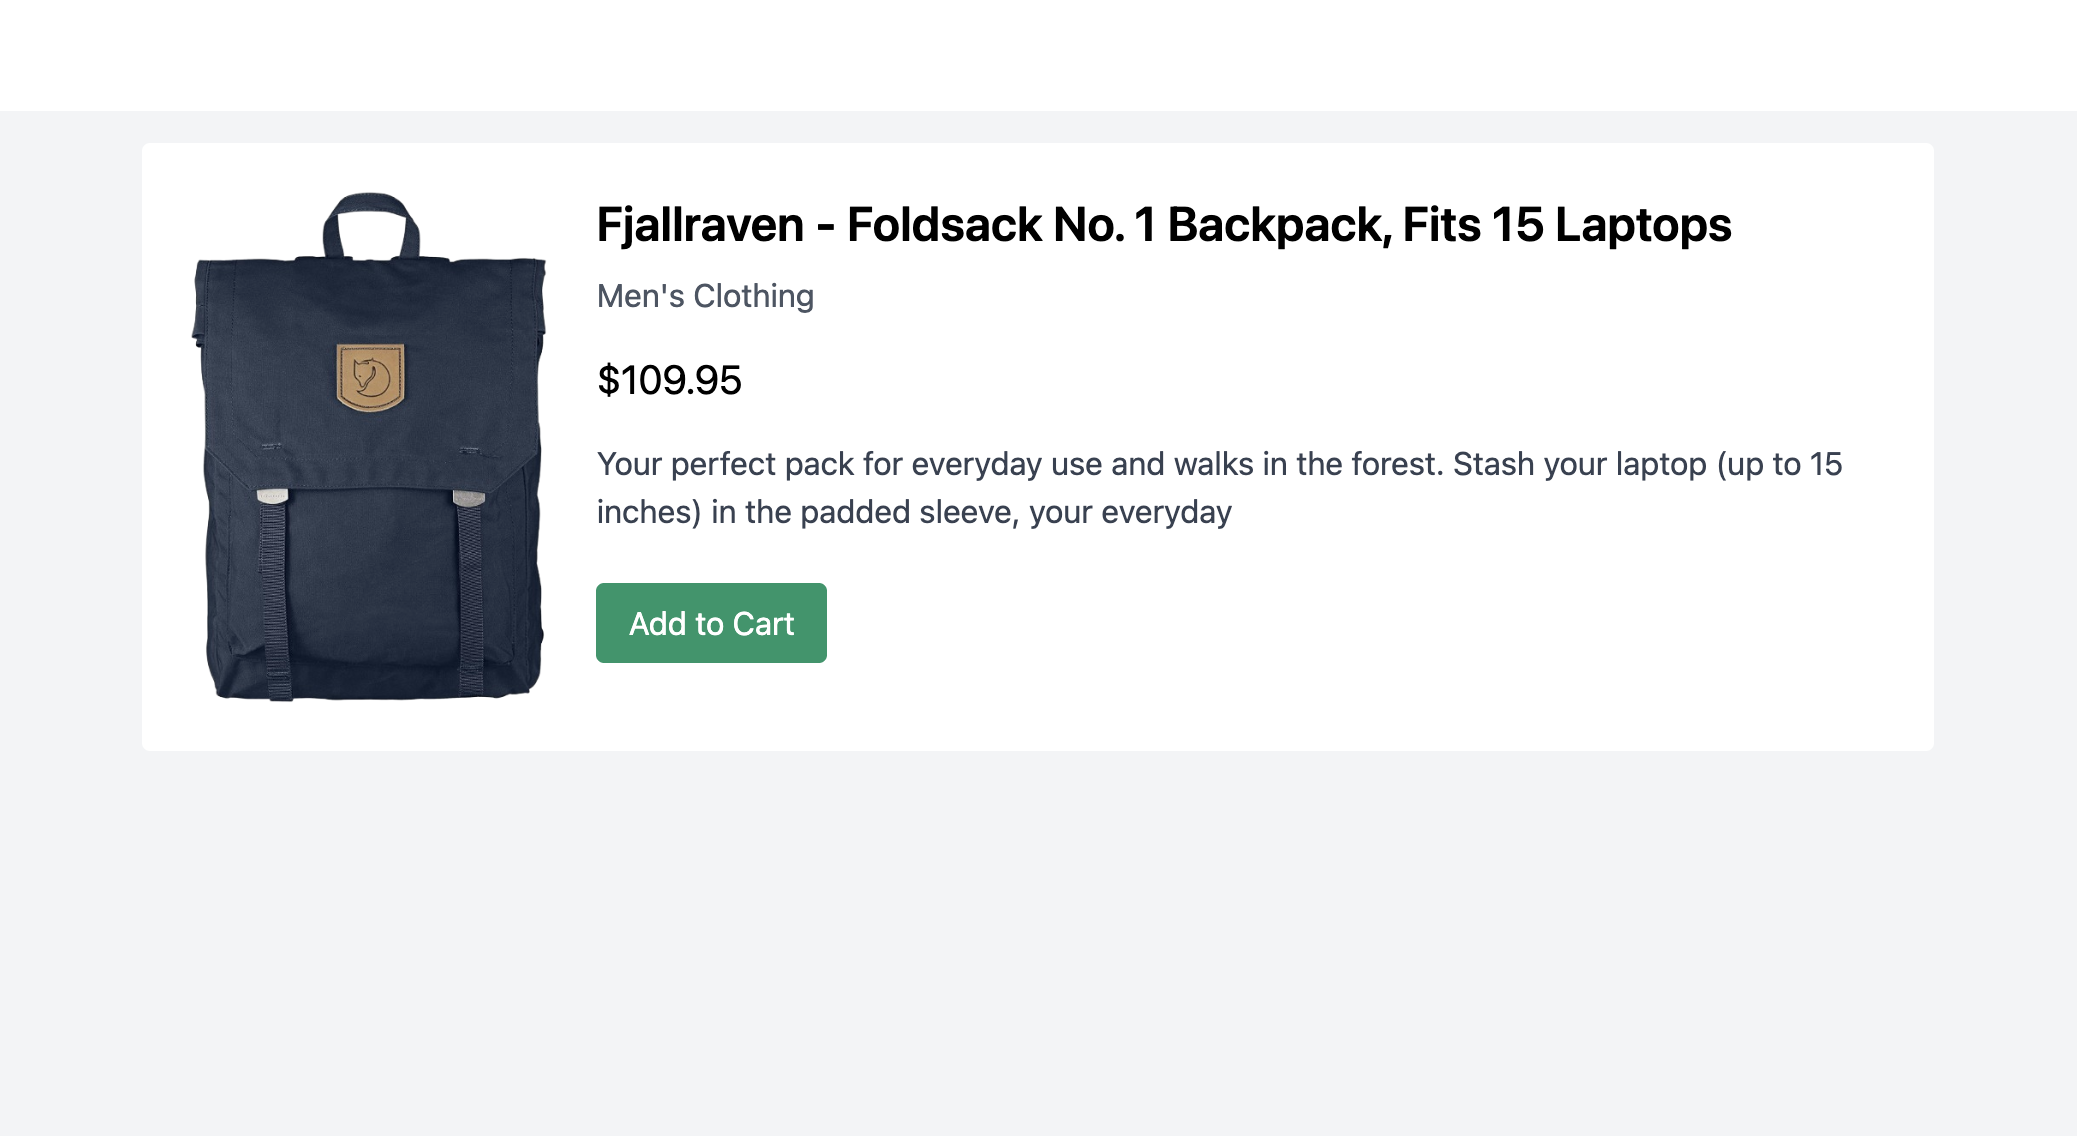 Fjallraven - Foldsack No. 1 Backpack, Fits 15 Laptops
Men's Clothing
$109.95
Your perfect pack for everyday use and walks in the forest. Stash your laptop (up to 15
inches) in the padded sleeve, your everyday
Add to Cart